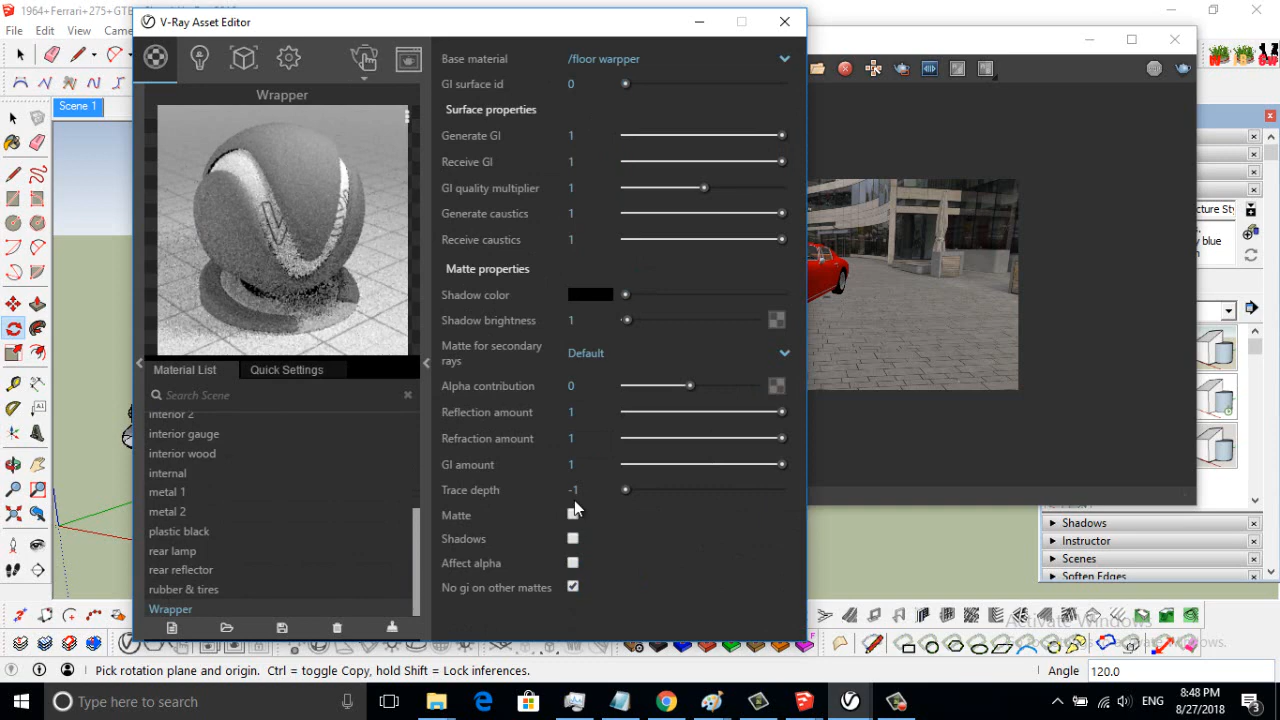 1964+Ferrari+275+GTB
V-Ray Asset Editor
File Edit View Came
Scene 1
Wrapper
Base material /floor warpper
GI surface id 0
Surface properties
Generate GI 1
Receive GI 1
GI quality multiplier 1
Generate caustics 1
Receive caustics 1
Matte properties
Shadow color
Shadow brightness 1
Matte for secondary rays Default
Alpha contribution 0
Reflection amount 1
Refraction amount 1
GI amount 1
Trace depth -1
Matte
Shadows
Affect alpha
No gi on other mattes
Material List Quick Settings
Search Scene
interior 2
interior gauge
interior wood
internal
metal 1
metal 2
plastic black
rear lamp
rear reflector
rubber & tires
Wrapper
cture Sty
y blue
Shadows
Instructor
Scenes
Soften Edges
Activate Windows
Pick rotation plane and origin. Ctrl = toggle Copy, hold Shift = Lock inferences.
Angle 120.0
Type here to search
ENG
8:48 PM
8/27/2018
3